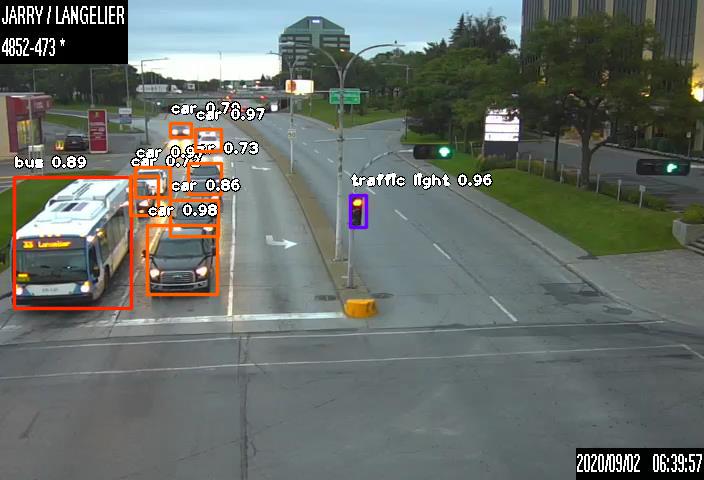 JARRY / LANGELIER
4852-473 *
car 0.78
car 0.97
car 0.73
bus 0.89
car 0.86
traffic light 0.96
car 0.98
33 Langelier
2020/09/02 06:39:57